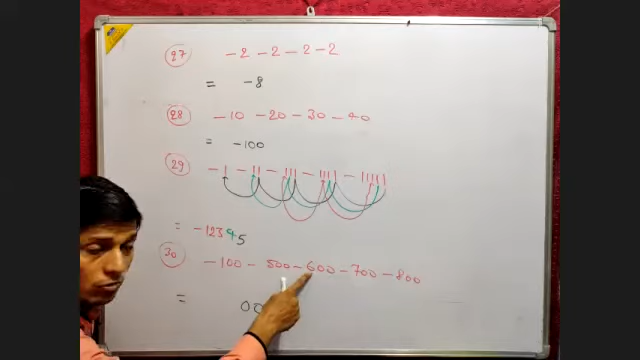 27 -2 -2 -2 -2
= -8
28 -10 -20 -30 -40
= -100
29 -1 -11 -111 -1111 -11111
= -12345
30 -100 -500 -600 -700 -800
= 00